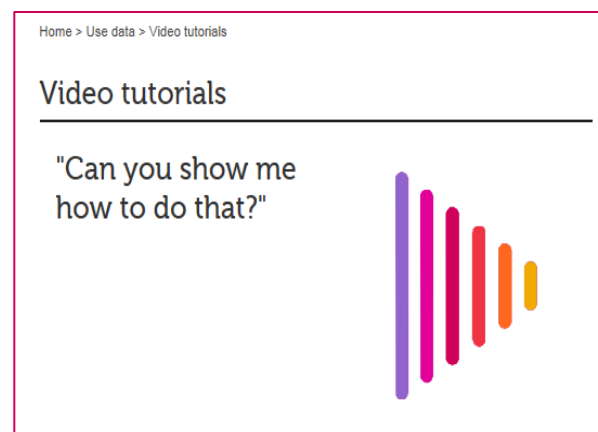 Home > Use data > Video tutorials
Video tutorials
"Can you show me
how to do that?"